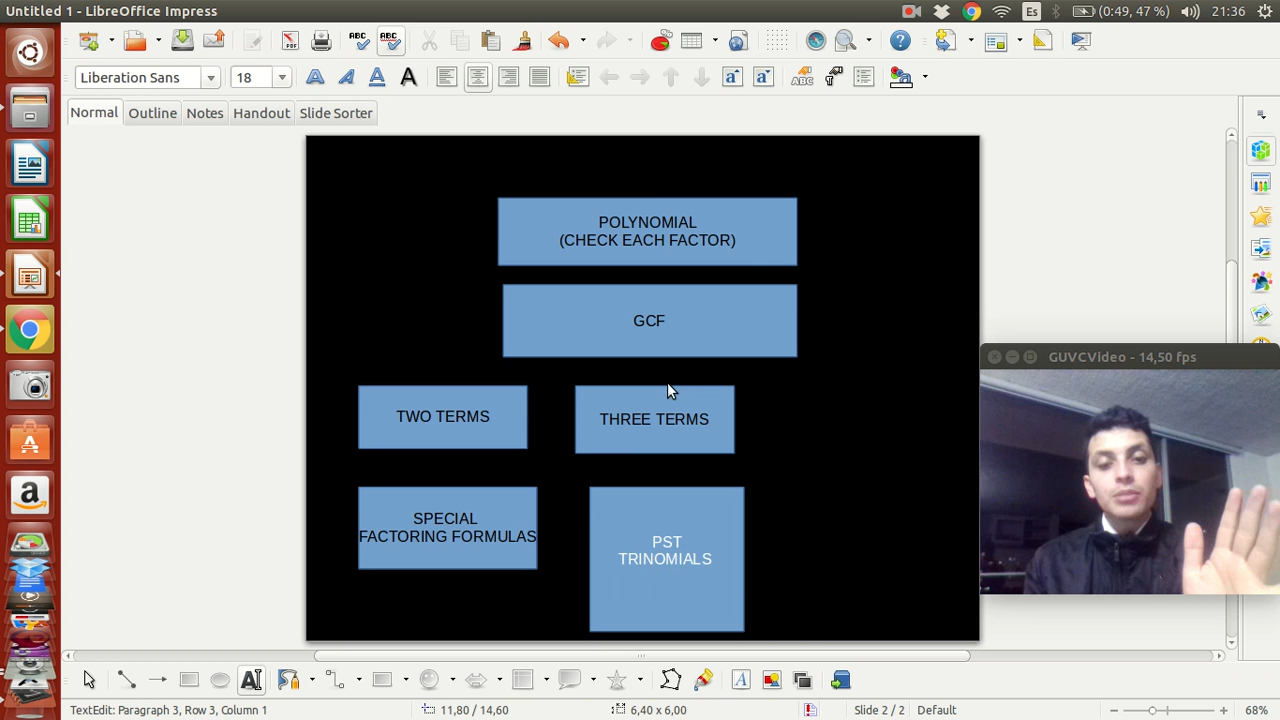 Untitled 1 - LibreOffice Impress
Es
(0:49, 47 %)
21:36
Liberation Sans
18
Normal
Outline
Notes
Handout
Slide Sorter
POLYNOMIAL
(CHECK EACH FACTOR)
GCF
TWO TERMS
THREE TERMS
SPECIAL
FACTORING FORMULAS
PST
TRINOMIALS
GUVCVideo - 14,50 fps
TextEdit: Paragraph 3, Row 3, Column 1
11,80 / 14,60
6,40 x 6,00
Slide 2 / 2
Default
68%